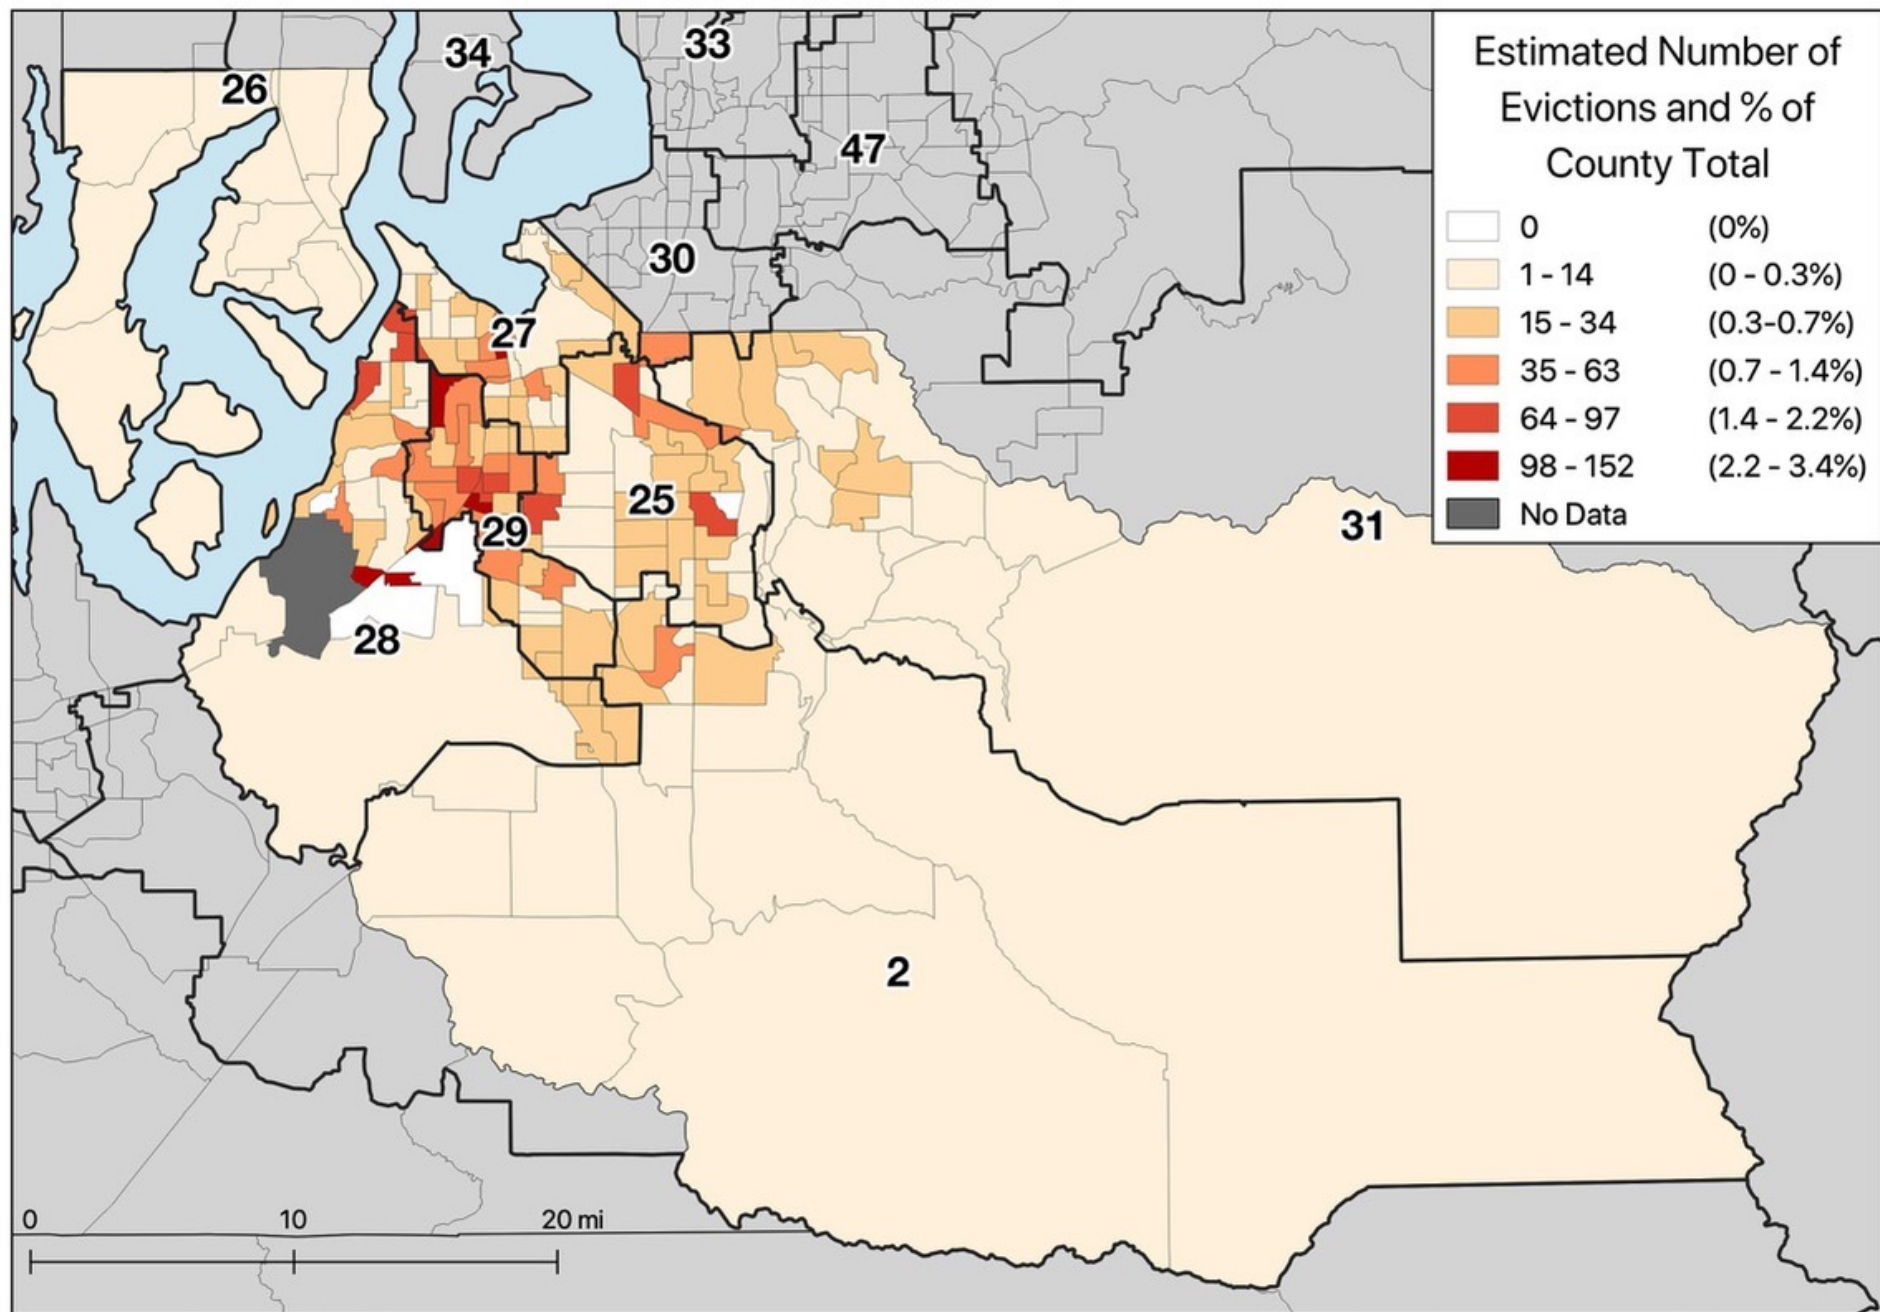 Estimated Number of
Evictions and % of
County Total
0 (0%)
1 - 14 (0 - 0.3%)
15 - 34 (0.3-0.7%)
35 - 63 (0.7 - 1.4%)
64 - 97 (1.4 - 2.2%)
98 - 152 (2.2 - 3.4%)
No Data
34
33
26
47
30
27
25
31
29
28
2
0 10 20 mi